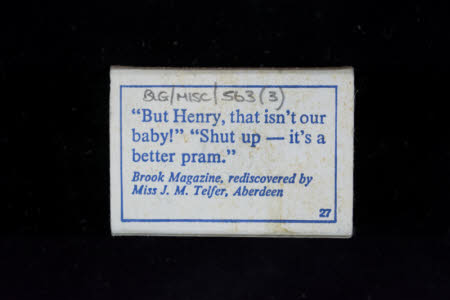 BLG/MISC/563(3)
“But Henry, that isn’t our
baby!” “Shut up — it’s a
better pram.”
Brook Magazine, rediscovered by
Miss J. M. Telfer, Aberdeen
27